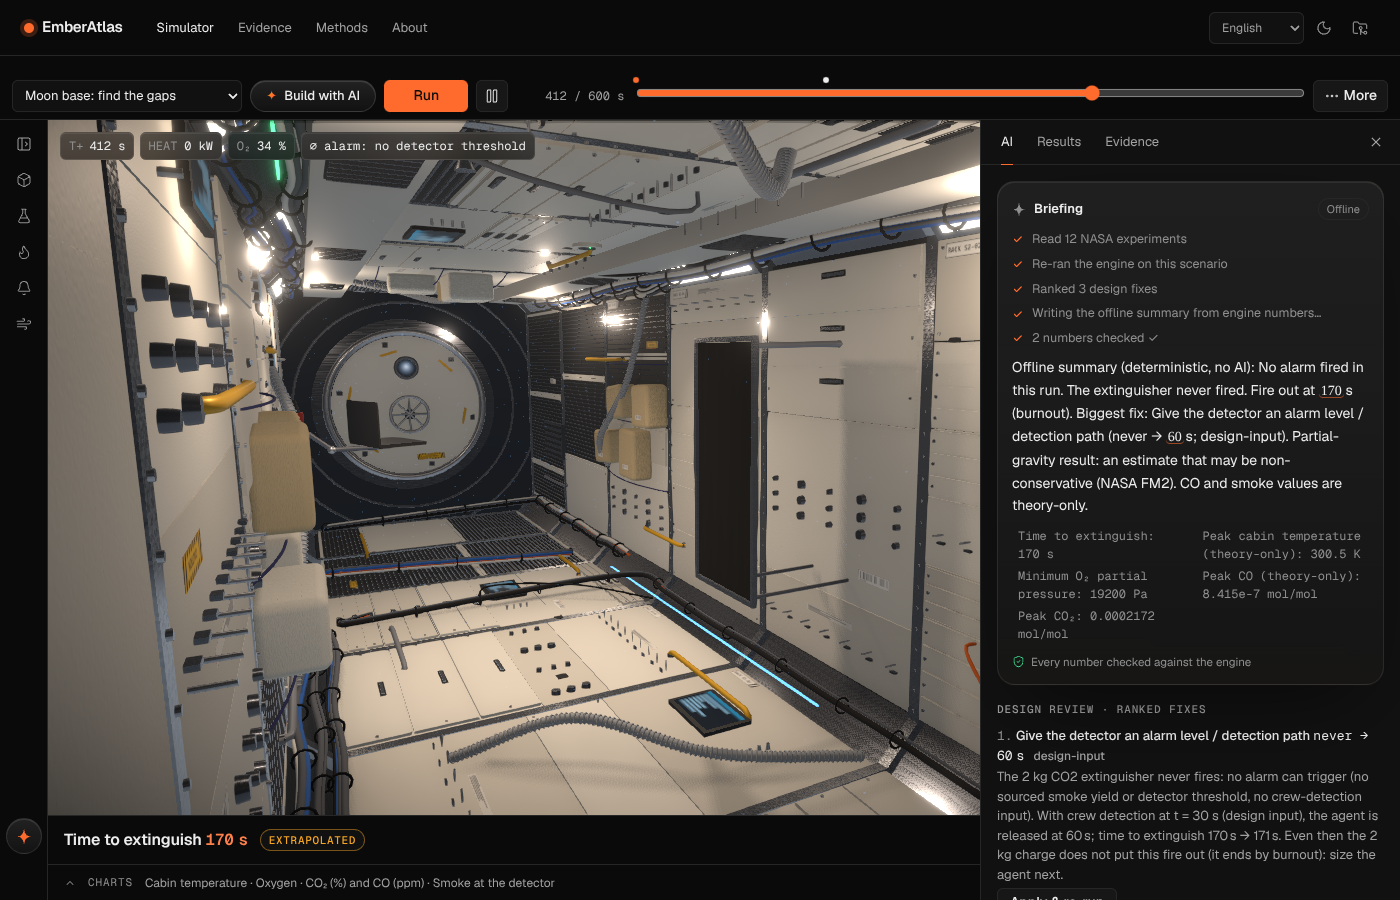 EmberAtlas
Simulator
Evidence
Methods
About
English
Moon base: find the gaps
Build with AI
Run
412 / 600 s
More
T+ 412 s
HEAT 0 kW
O₂ 34 %
∅ alarm: no detector threshold
AI
Results
Evidence
Briefing
Offline
Read 12 NASA experiments
Re-ran the engine on this scenario
Ranked 3 design fixes
Writing the offline summary from engine numbers…
2 numbers checked ✓
Offline summary (deterministic, no AI): No alarm fired in
this run. The extinguisher never fired. Fire out at 170 s
(burnout). Biggest fix: Give the detector an alarm level /
detection path (never → 60 s; design-input). Partial-
gravity result: an estimate that may be non-
conservative (NASA FM2). CO and smoke values are
theory-only.
Time to extinguish:
170 s
Peak cabin temperature
(theory-only): 300.5 K
Minimum O₂ partial
pressure: 19200 Pa
Peak CO (theory-only):
8.415e-7 mol/mol
Peak CO₂: 0.0002172
mol/mol
Every number checked against the engine
DESIGN REVIEW · RANKED FIXES
1. Give the detector an alarm level / detection path never →
60 s design-input
The 2 kg CO2 extinguisher never fires: no alarm can trigger (no
sourced smoke yield or detector threshold, no crew-detection
input). With crew detection at t = 30 s (design input), the agent is
released at 60 s; time to extinguish 170 s → 171 s. Even then the 2
kg charge does not put this fire out (it ends by burnout): size the
agent next.
Time to extinguish 170 s
EXTRAPOLATED
CHARTS
Cabin temperature · Oxygen · CO₂ (%) and CO (ppm) · Smoke at the detector